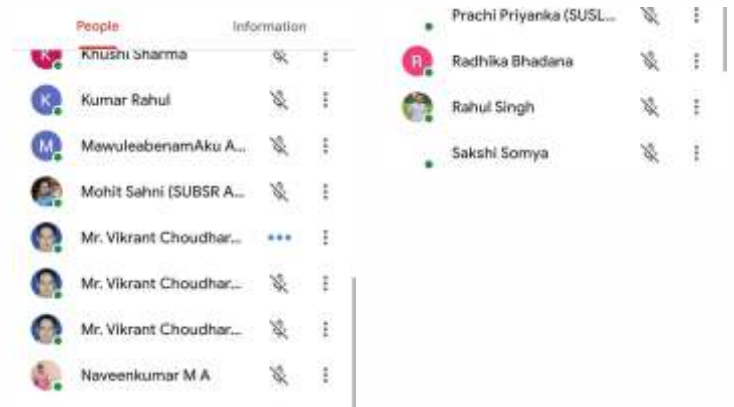 People Information
Khushi Sharma
K Kumar Rahul
M MawuleabenamAku A...
Mohit Sahni (SUBSR A...
Mr. Vikrant Choudhar...
Mr. Vikrant Choudhar...
Mr. Vikrant Choudhar...
Naveenkumar M A
Prachi Priyanka (SUSL...
R Radhika Bhadana
Rahul Singh
Sakshi Somya